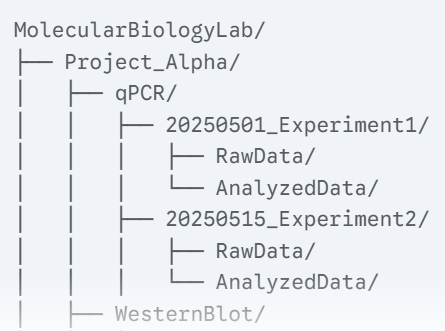 MolecularBiologyLab/
├── Project_Alpha/
│   ├── qPCR/
│   │   ├── 20250501_Experiment1/
│   │   │   ├── RawData/
│   │   │   └── AnalyzedData/
│   │   ├── 20250515_Experiment2/
│   │   │   ├── RawData/
│   │   │   └── AnalyzedData/
│   ├── WesternBlot/